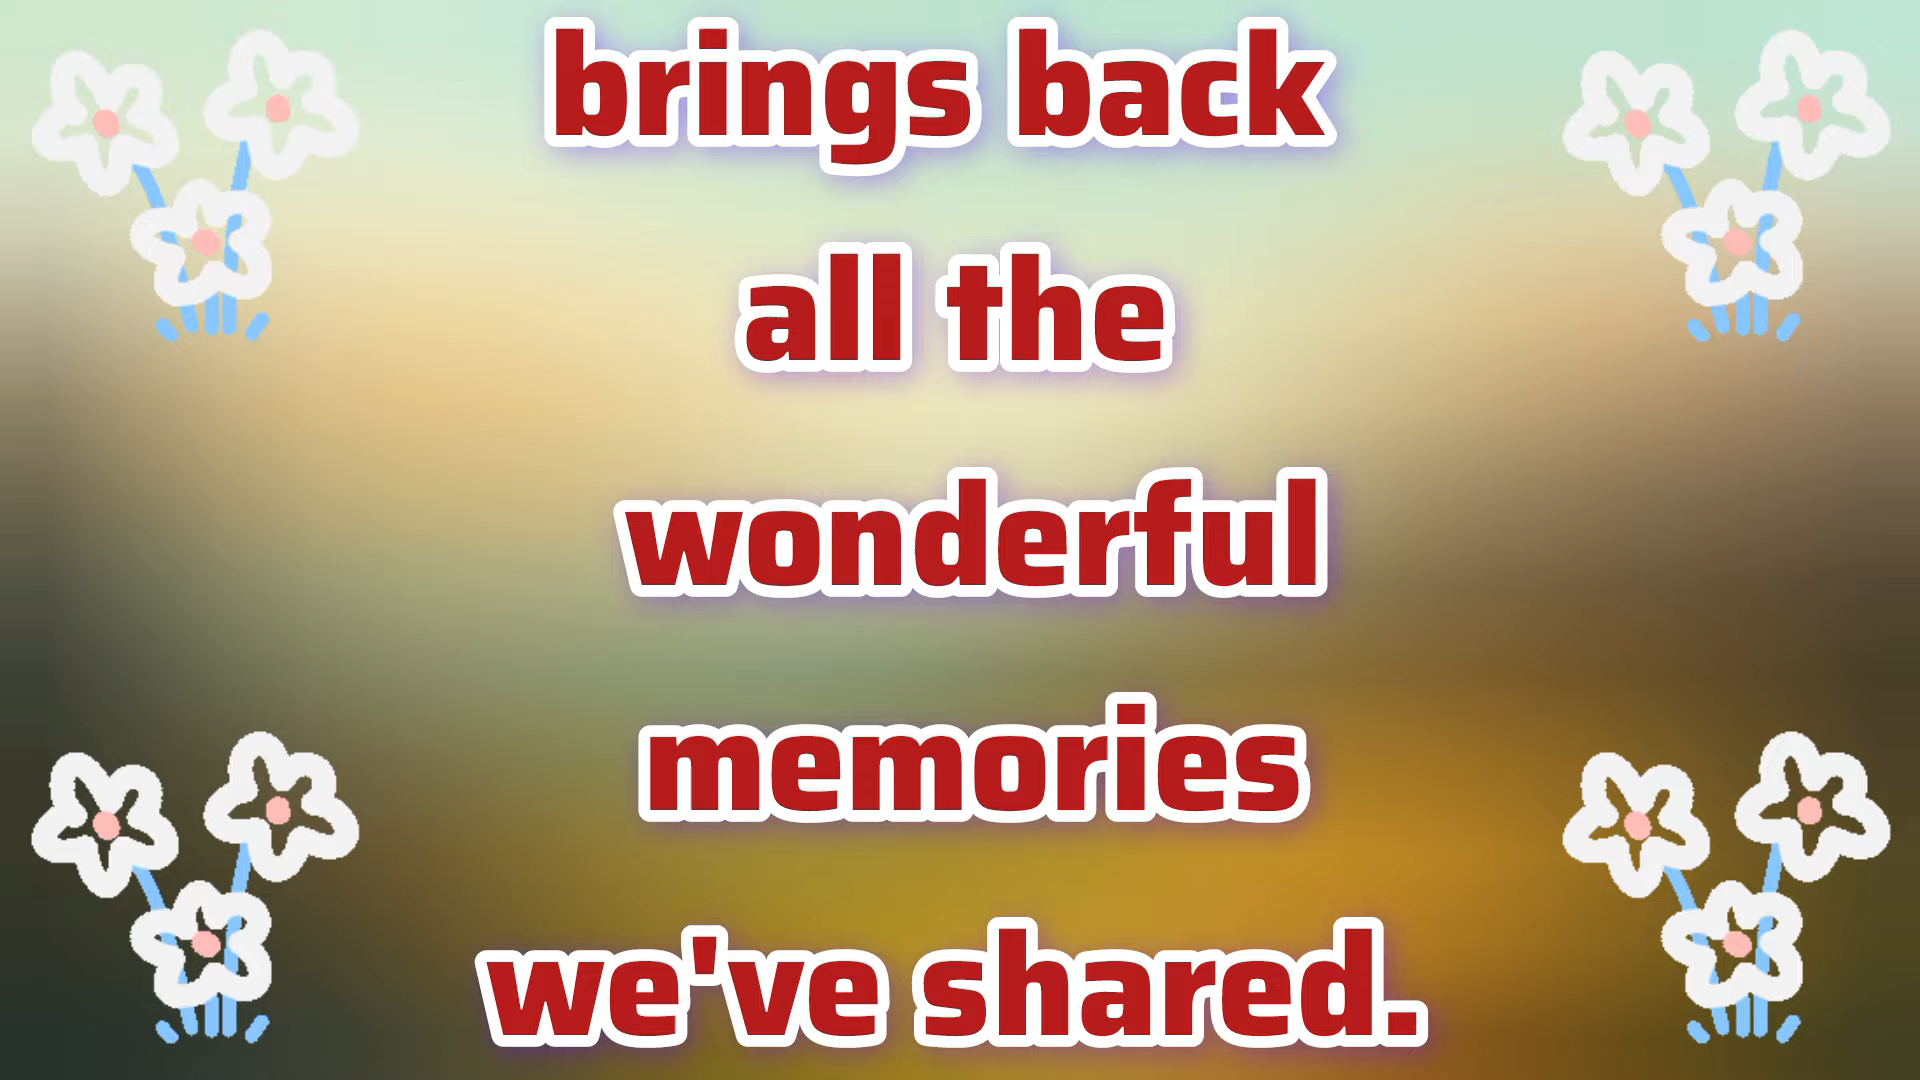 brings back
all the
wonderful
memories
we've shared.